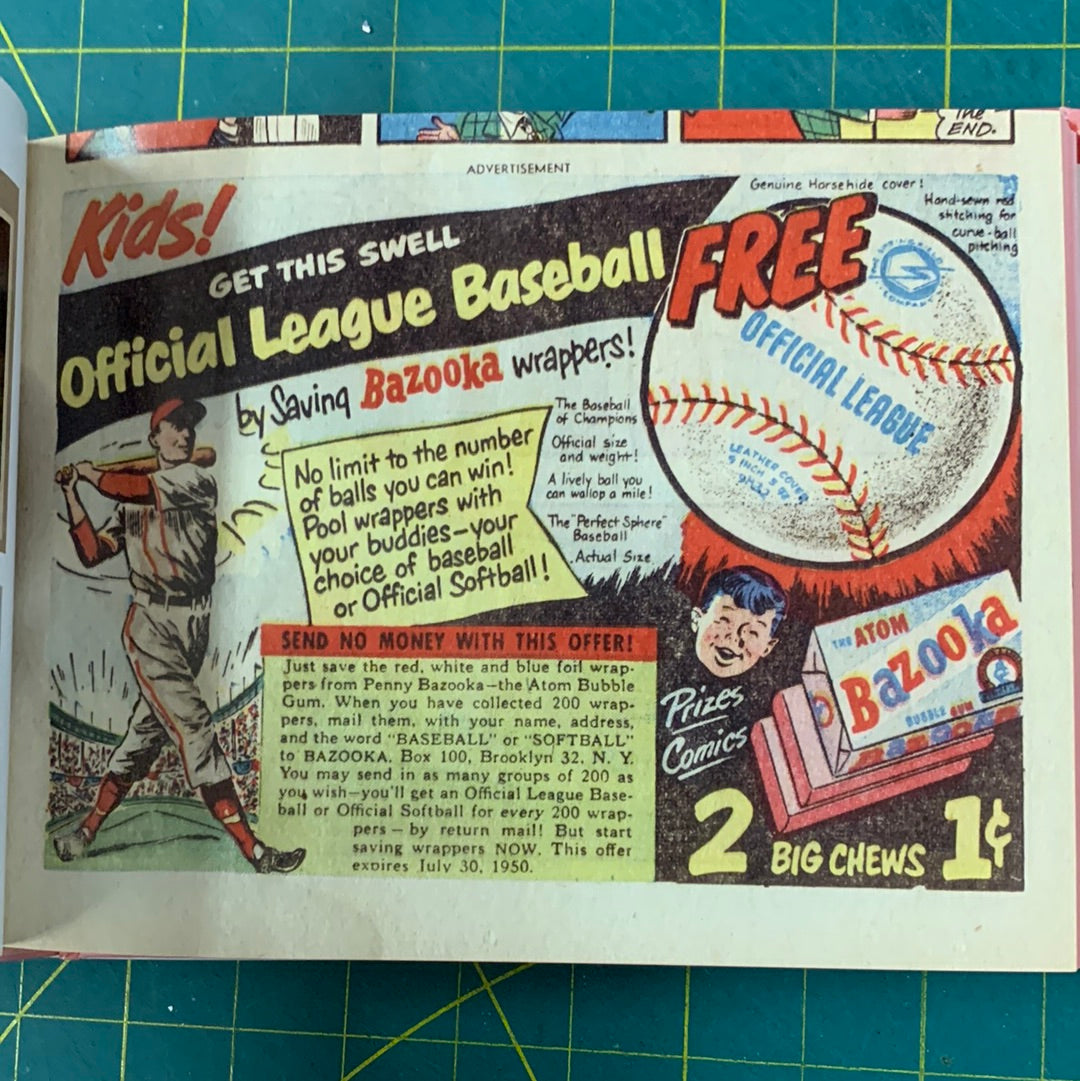 The
END.
ADVERTISEMENT
Kids!
GET THIS SWELL
Official League Baseball
FREE
by Saving Bazooka wrappers!
Genuine Horsehide cover!
Hand-sewn red
stitching for
curve-ball
pitching
THE SPRINGFIELD
COMPANY
OFFICIAL LEAGUE
LEATHER COVER
No limit to the number
of balls you can win!
Pool wrappers with
your buddies—your
choice of baseball
or Official Softball!
The Baseball
of Champions
Official size
and weight!
A lively ball you
can wallop a mile!
The "Perfect Sphere"
Baseball
Actual Size
SEND NO MONEY WITH THIS OFFER!
Just save the red, white and blue foil wrap-
pers from Penny Bazooka—the Atom Bubble
Gum. When you have collected 200 wrap-
pers, mail them, with your name, address,
and the word "BASEBALL" or "SOFTBALL"
to BAZOOKA, Box 100, Brooklyn 32, N. Y.
You may send in as many groups of 200 as
you wish—you'll get an Official League Base-
ball or Official Softball for every 200 wrap-
pers — by return mail! But start
saving wrappers NOW. This offer
expires July 30, 1950.
Prizes
Comics
THE ATOM
Bazooka
BUBBLE GUM
2 BIG CHEWS 1¢